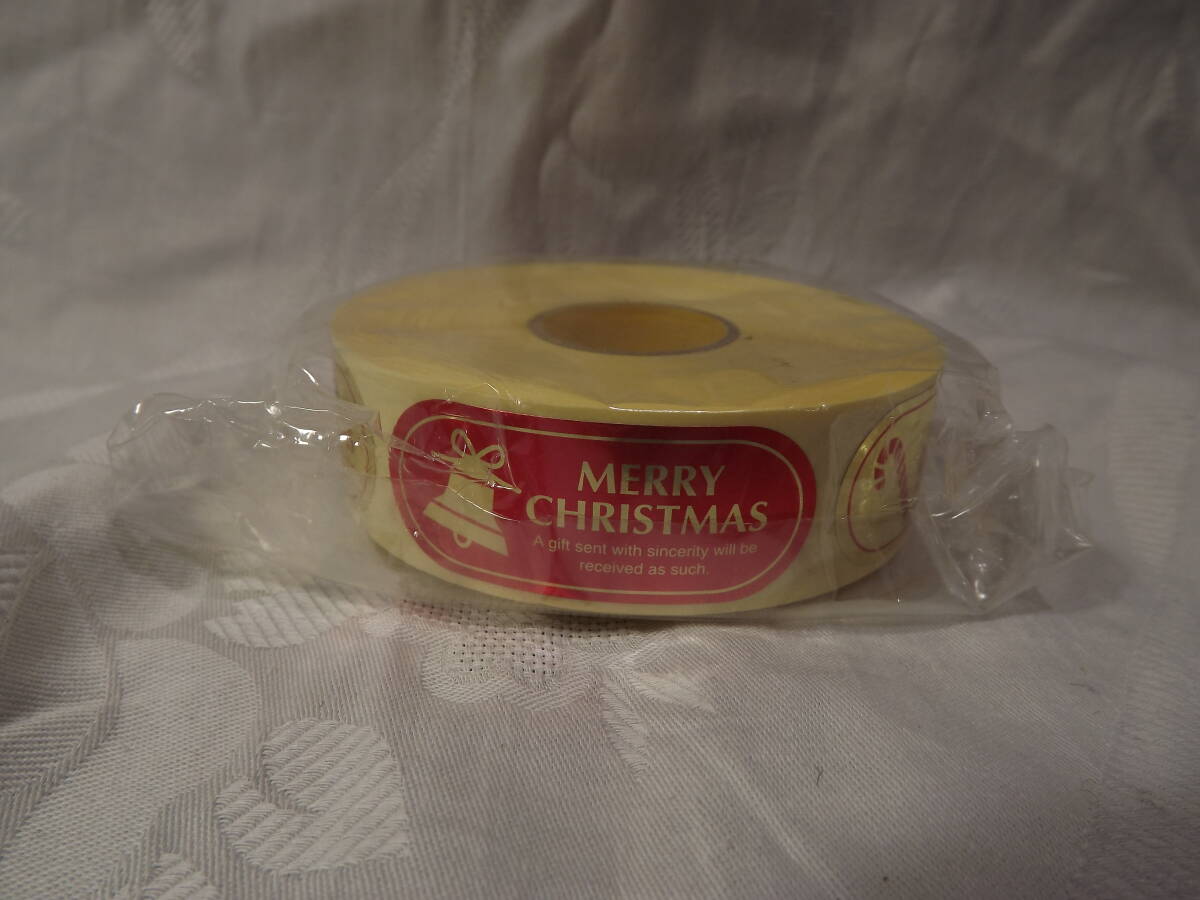 MERRY
CHRISTMAS
A gift sent with sincerity will be
received as such.